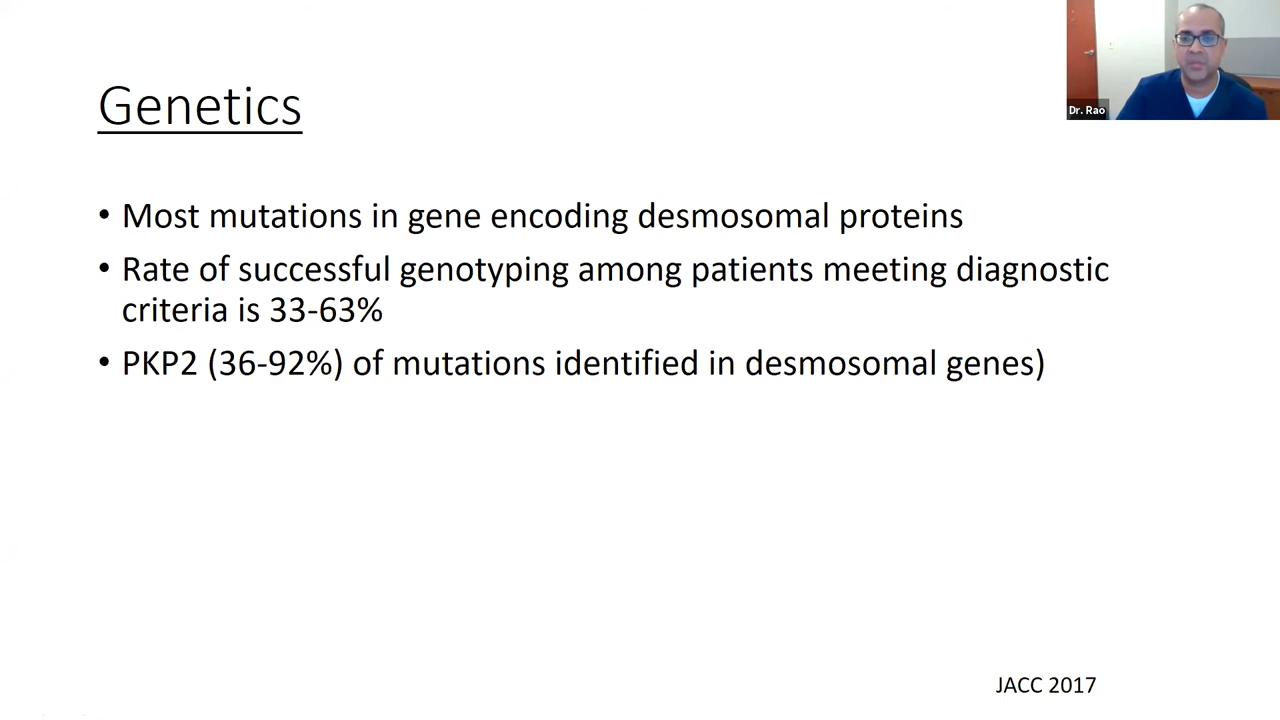 Dr. Rao
Genetics
• Most mutations in gene encoding desmosomal proteins
• Rate of successful genotyping among patients meeting diagnostic
criteria is 33-63%
• PKP2 (36-92%) of mutations identified in desmosomal genes)
JACC 2017